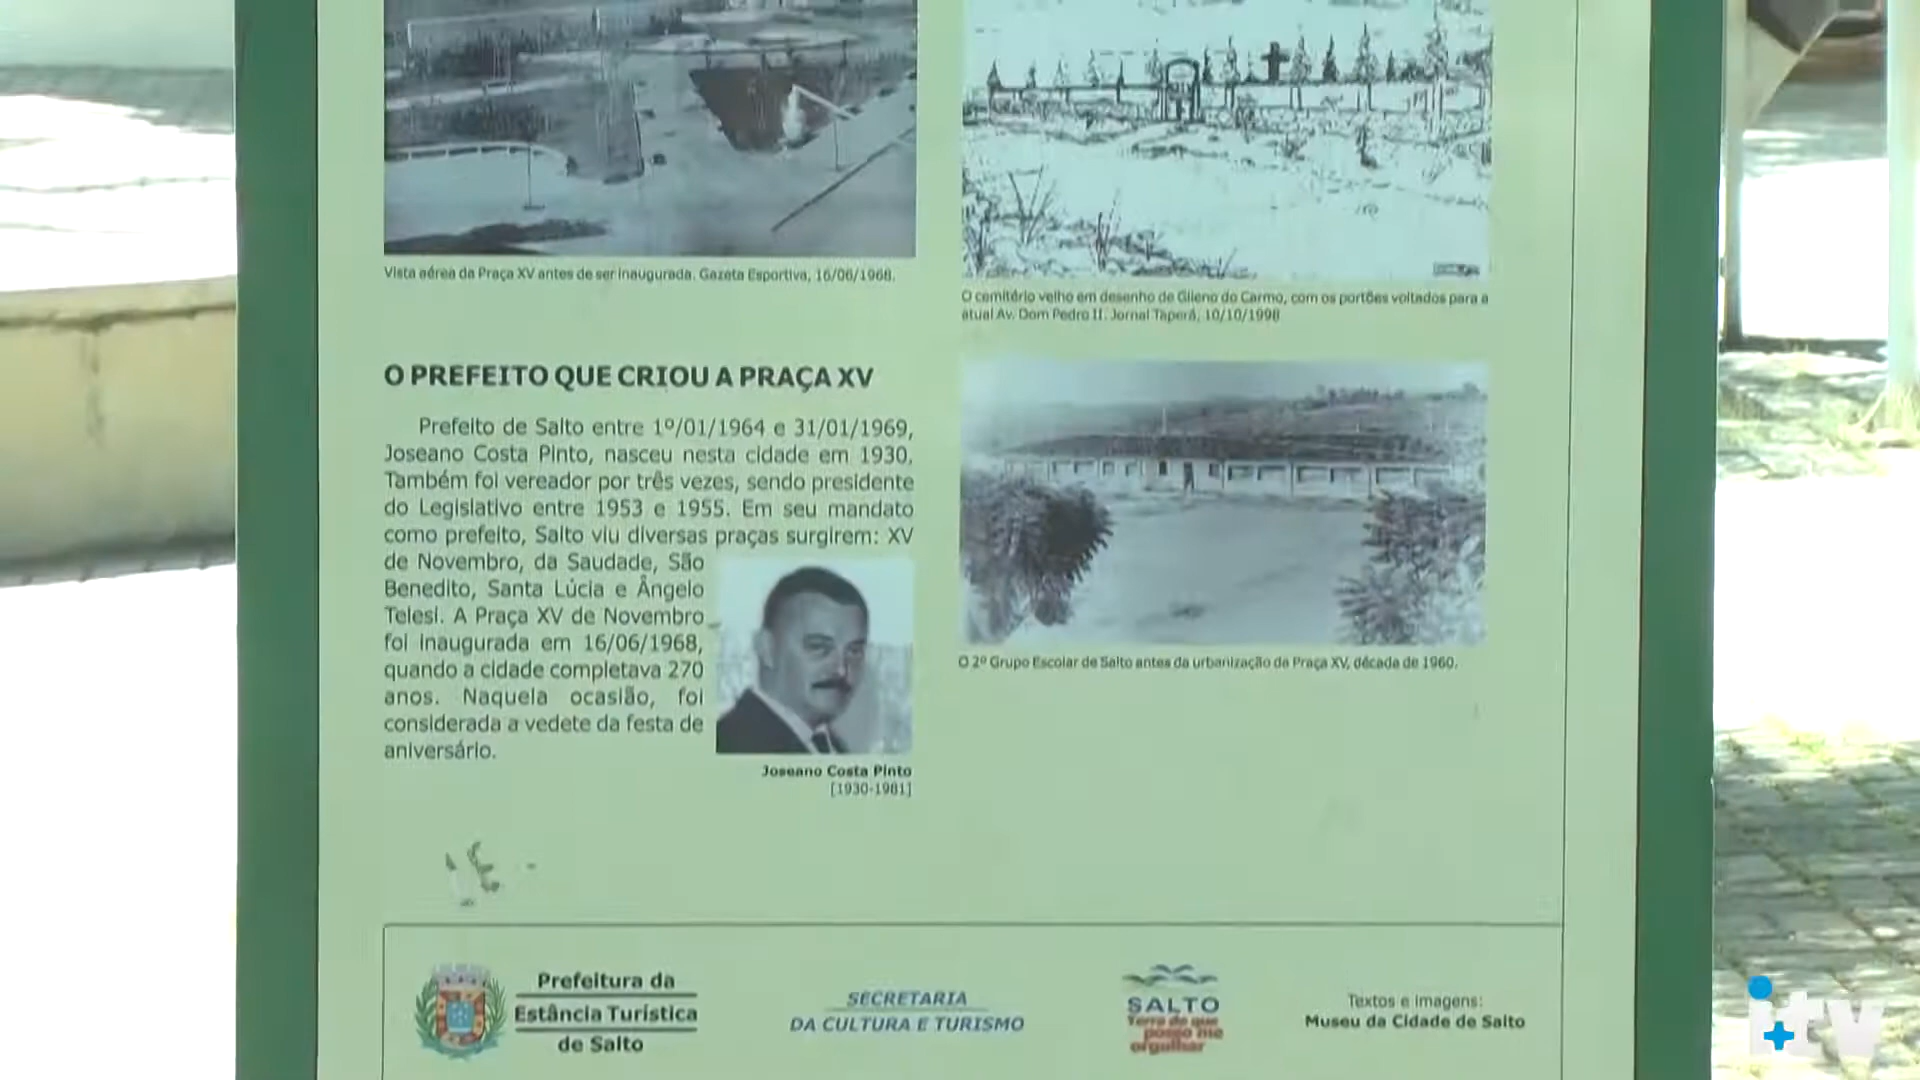 Vista aérea da Praça XV antes de ser inaugurada. Gazeta Esportiva, 16/06/1968.
O cemitério velho em desenho de Gileno do Carmo, com os portões voltados para a
atual Av. Dom Pedro II. Jornal Taperá, 10/10/1998
O PREFEITO QUE CRIOU A PRAÇA XV
Prefeito de Salto entre 1º/01/1964 e 31/01/1969,
Joseano Costa Pinto, nasceu nesta cidade em 1930.
Também foi vereador por três vezes, sendo presidente
do Legislativo entre 1953 e 1955. Em seu mandato
como prefeito, Salto viu diversas praças surgirem: XV
de Novembro, da Saudade, São
Benedito, Santa Lúcia e Ângelo
Telesi. A Praça XV de Novembro
foi inaugurada em 16/06/1968,
quando a cidade completava 270
anos. Naquela ocasião, foi
considerada a vedete da festa de
aniversário.
Joseano Costa Pinto
[1930-1981]
O 2º Grupo Escolar de Salto antes da urbanização da Praça XV, década de 1960.
Prefeitura da
Estância Turística
de Salto
SECRETARIA
DA CULTURA E TURISMO
SALTO
Terra de que
posso me
orgulhar
Textos e imagens:
Museu da Cidade de Salto
itv